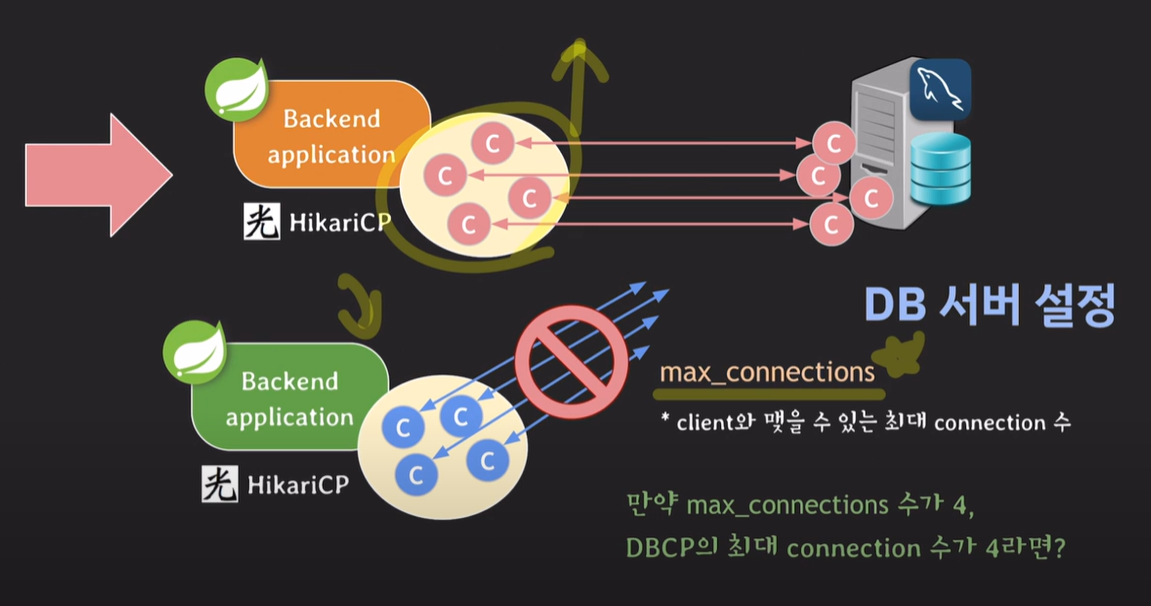 Backend
application
光 HikariCP
C
C
C
C
C
C
C
C
DB 서버 설정
Backend
application
光 HikariCP
C
C
C
C
max_connections
* client와 맺을 수 있는 최대 connection 수
만약 max_connections 수가 4,
DBCP의 최대 connection 수가 4라면?